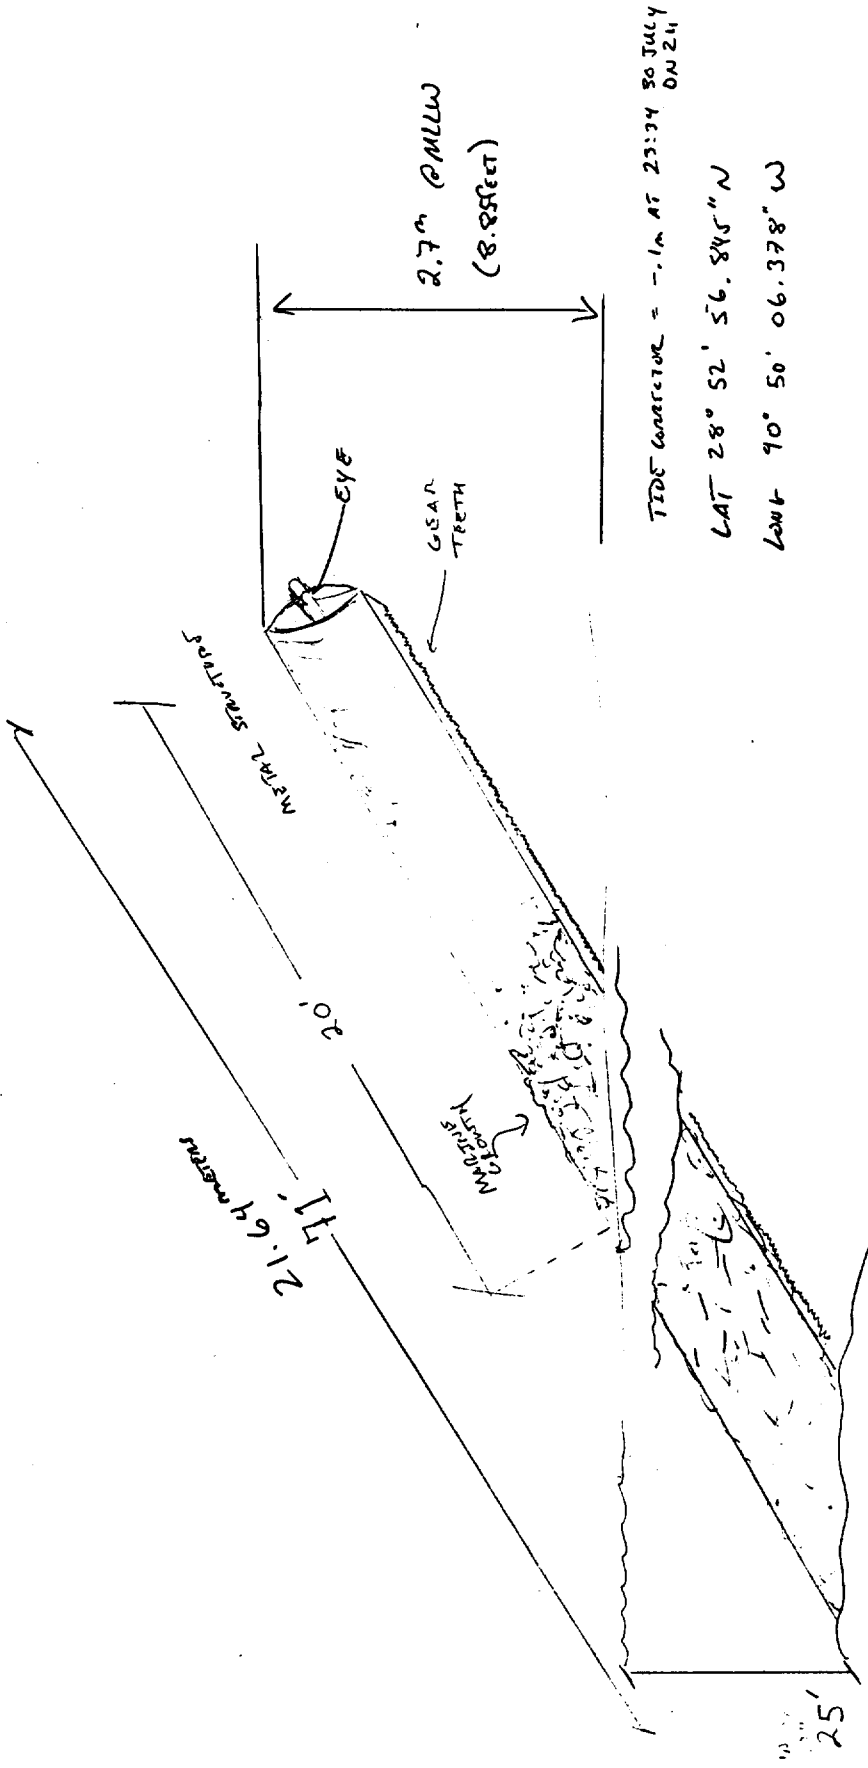 21.64 METERS
71'
20'
METAL STRUCTURE
EYE
GEAR
TEETH
MARINE
GROWTH
2.7m @MLLW
(8.85FEET)
TIDE CORRECTOR = -.1m AT 23:34 30 JULY
DN 211
LAT 28° 52' 56.845" N
LONG 90° 50' 06.378" W
25'